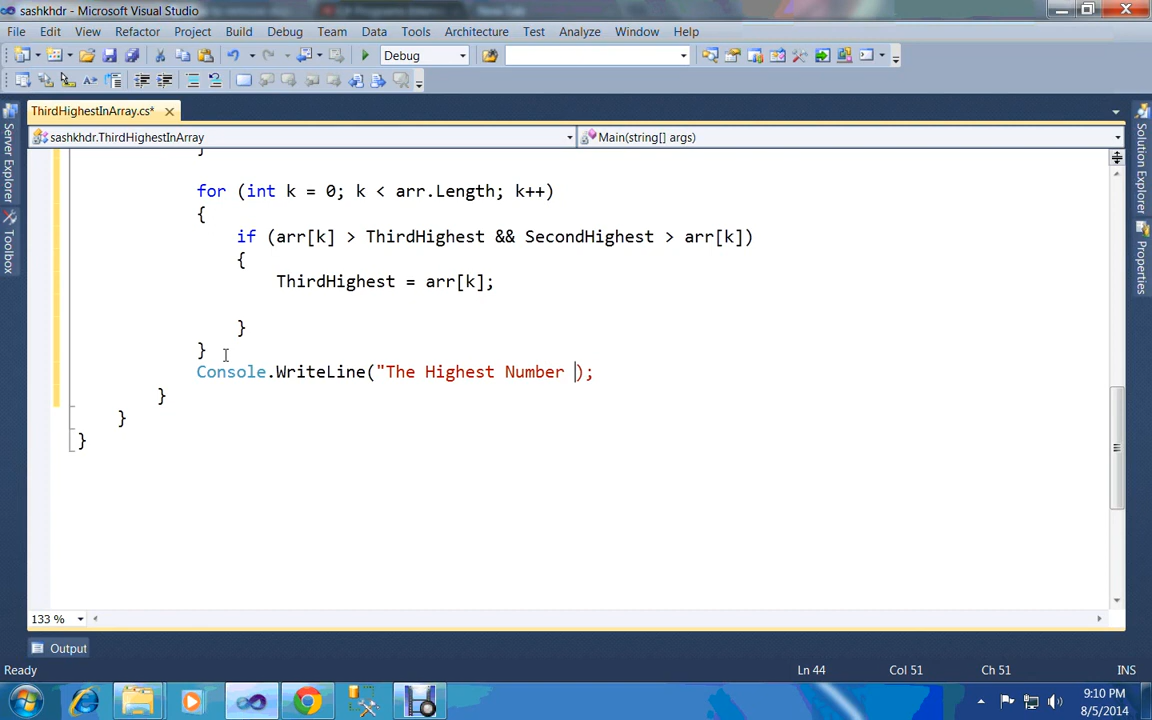 sashkhdr - Microsoft Visual Studio
File Edit View Refactor Project Build Debug Team Data Tools Architecture Test Analyze Window Help
Debug
ThirdHighestInArray.cs*
sashkhdr.ThirdHighestInArray Main(string[] args)
}
for (int k = 0; k < arr.Length; k++)
{
if (arr[k] > ThirdHighest && SecondHighest > arr[k])
{
ThirdHighest = arr[k];
}
}
Console.WriteLine("The Highest Number );
}
}
}
Server Explorer
Toolbox
Solution Explorer
Properties
133 %
Output
Ready Ln 44 Col 51 Ch 51 INS
9:10 PM
8/5/2014